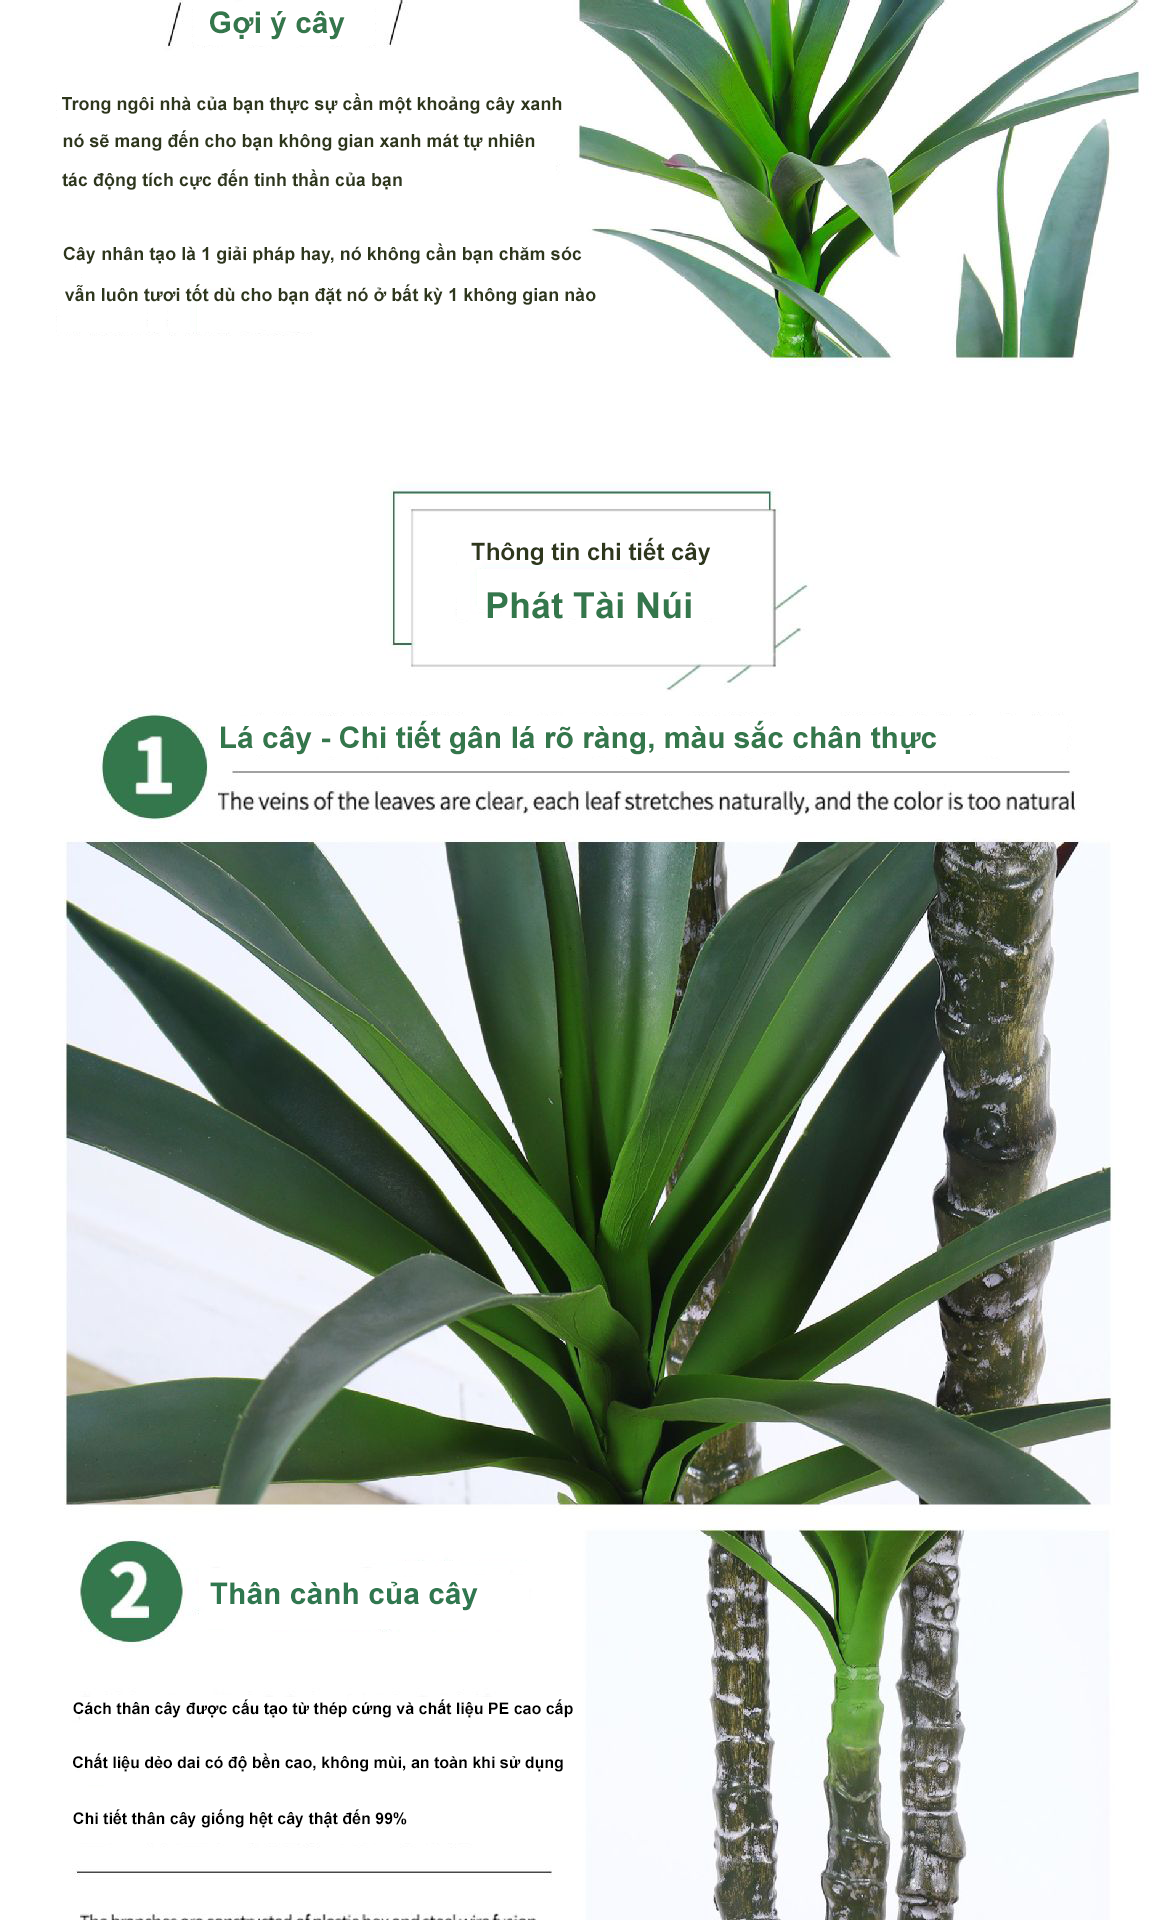 Gợi ý cây
Trong ngôi nhà của bạn thực sự cần một khoảng cây xanh
nó sẽ mang đến cho bạn không gian xanh mát tự nhiên
tác động tích cực đến tinh thần của bạn
Cây nhân tạo là 1 giải pháp hay, nó không cần bạn chăm sóc
vẫn luôn tươi tốt dù cho bạn đặt nó ở bất kỳ 1 không gian nào
Thông tin chi tiết cây
Phát Tài Núi
1
Lá cây - Chi tiết gân lá rõ ràng, màu sắc chân thực
The veins of the leaves are clear, each leaf stretches naturally, and the color is too natural
2
Thân cành của cây
Cách thân cây được cấu tạo từ thép cứng và chất liệu PE cao cấp
Chất liệu dẻo dai có độ bền cao, không mùi, an toàn khi sử dụng
Chi tiết thân cây giống hệt cây thật đến 99%